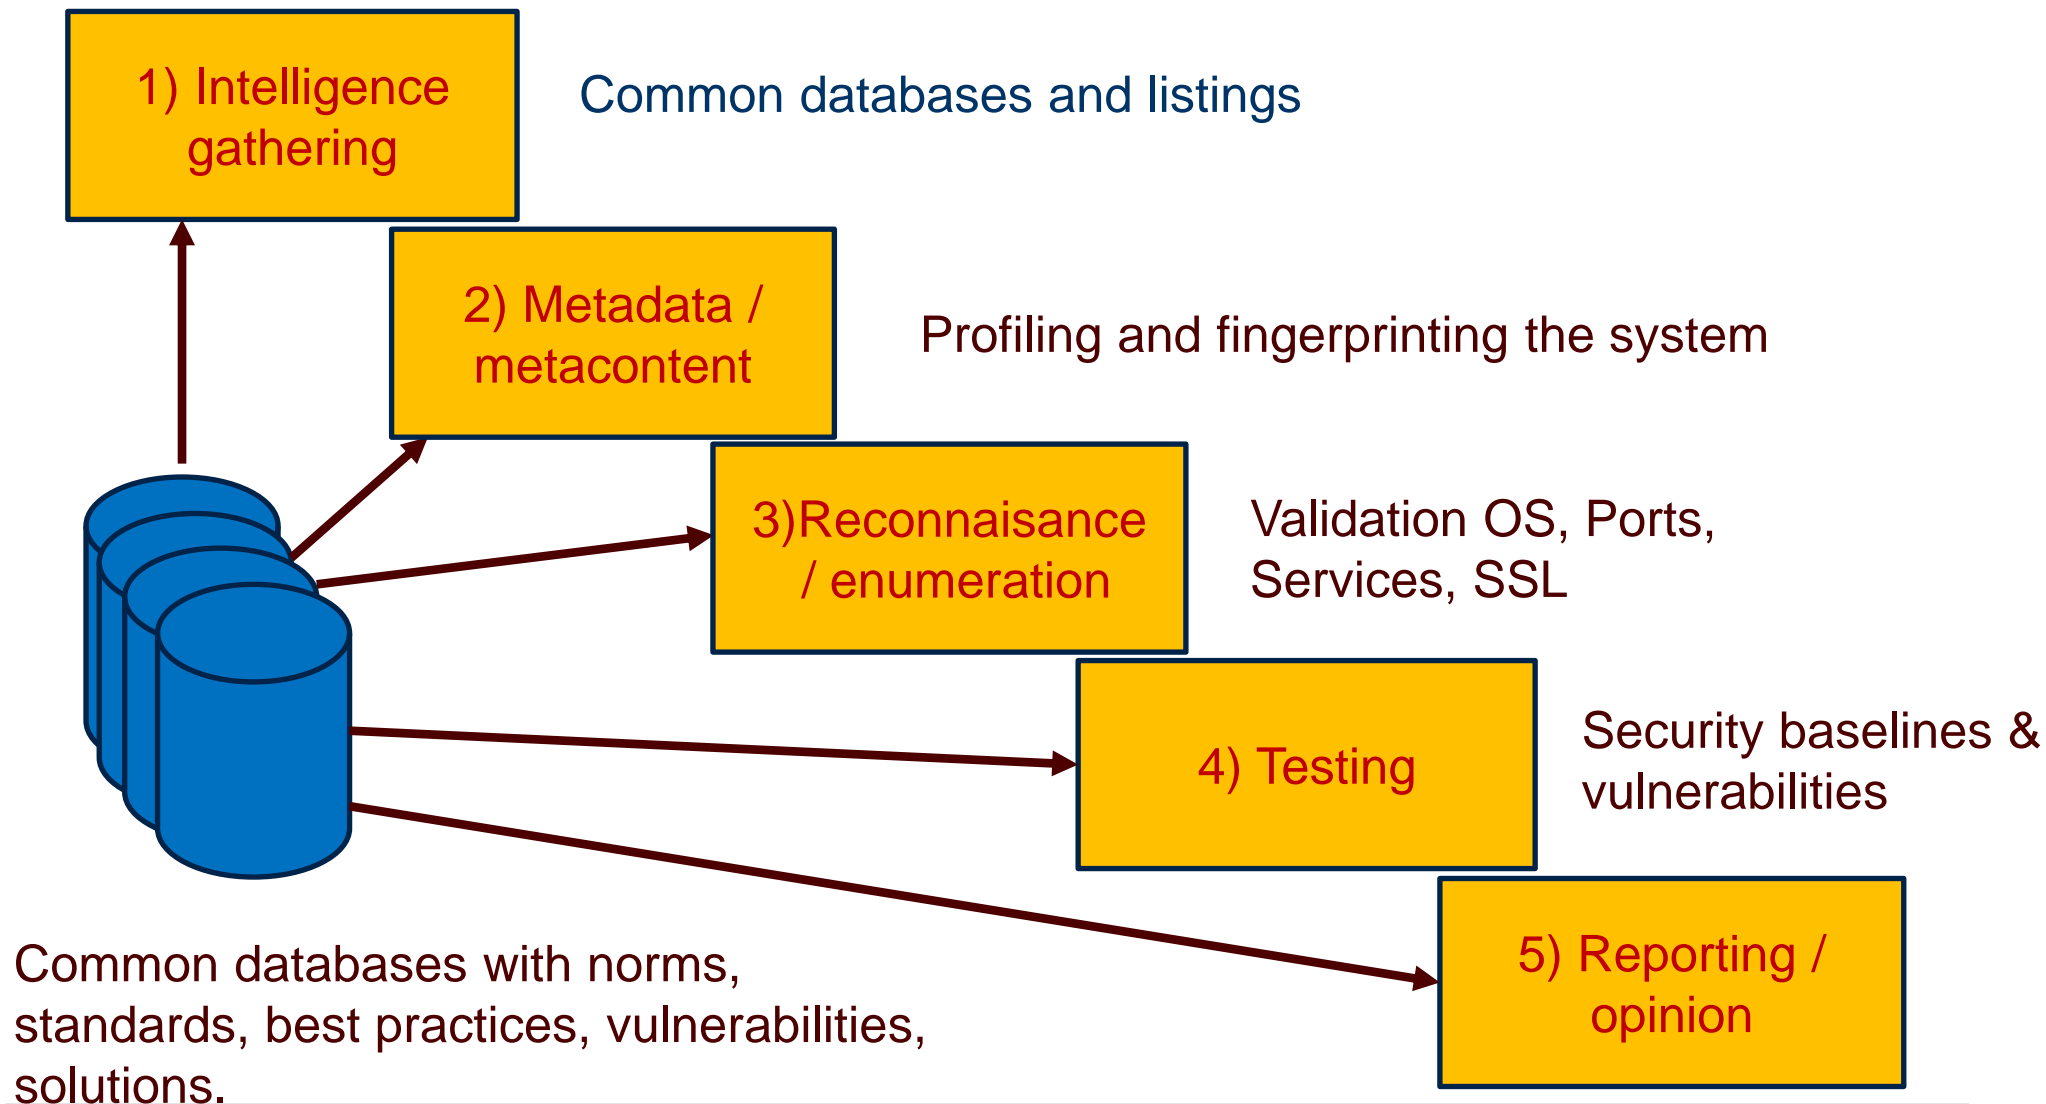 1) Intelligence
gathering
Common databases and listings
2) Metadata /
metacontent
Profiling and fingerprinting the system
3)Reconnaisance
/ enumeration
Validation OS, Ports,
Services, SSL
4) Testing
Security baselines &
vulnerabilities
5) Reporting /
opinion
Common databases with norms,
standards, best practices, vulnerabilities,
solutions.